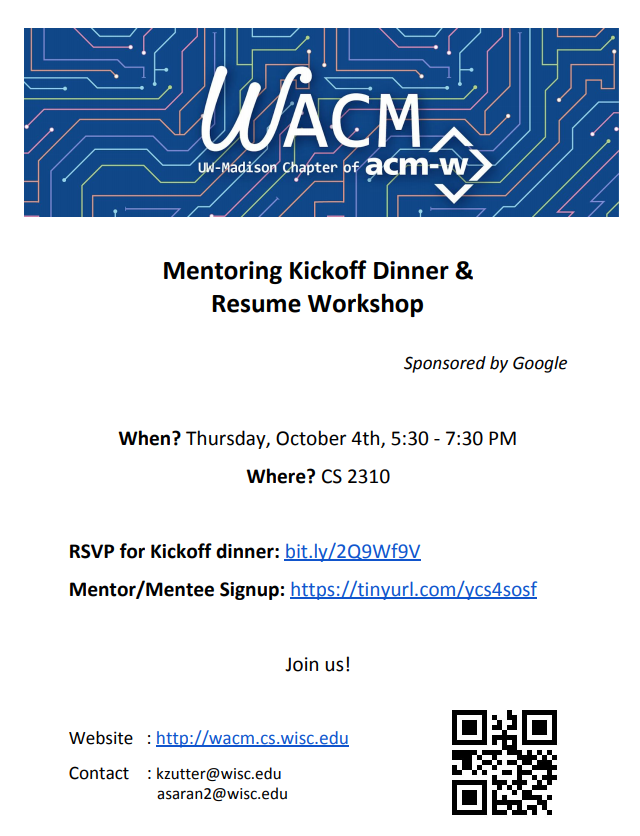 WACM
UW-Madison Chapter of acm-w
Mentoring Kickoff Dinner &
Resume Workshop
Sponsored by Google
When? Thursday, October 4th, 5:30 - 7:30 PM
Where? CS 2310
RSVP for Kickoff dinner: bit.ly/2Q9Wf9V
Mentor/Mentee Signup: https://tinyurl.com/ycs4sosf
Join us!
Website : http://wacm.cs.wisc.edu
Contact : kzutter@wisc.edu
asaran2@wisc.edu